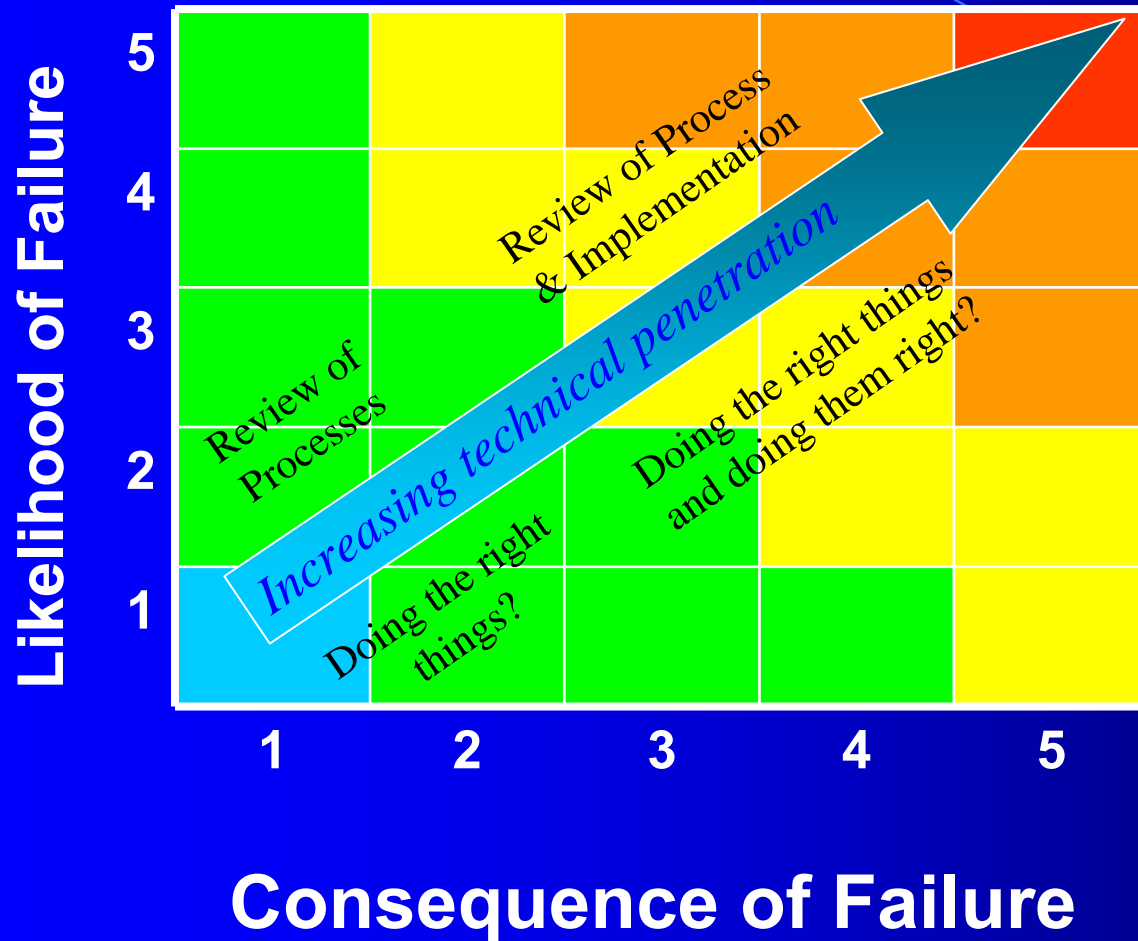 Likelihood of Failure
5
4
3
2
1
Review of Process
& Implementation
Review of
Processes
Increasing technical penetration
Doing the right things
and doing them right?
Doing the right
things?
1 2 3 4 5
Consequence of Failure